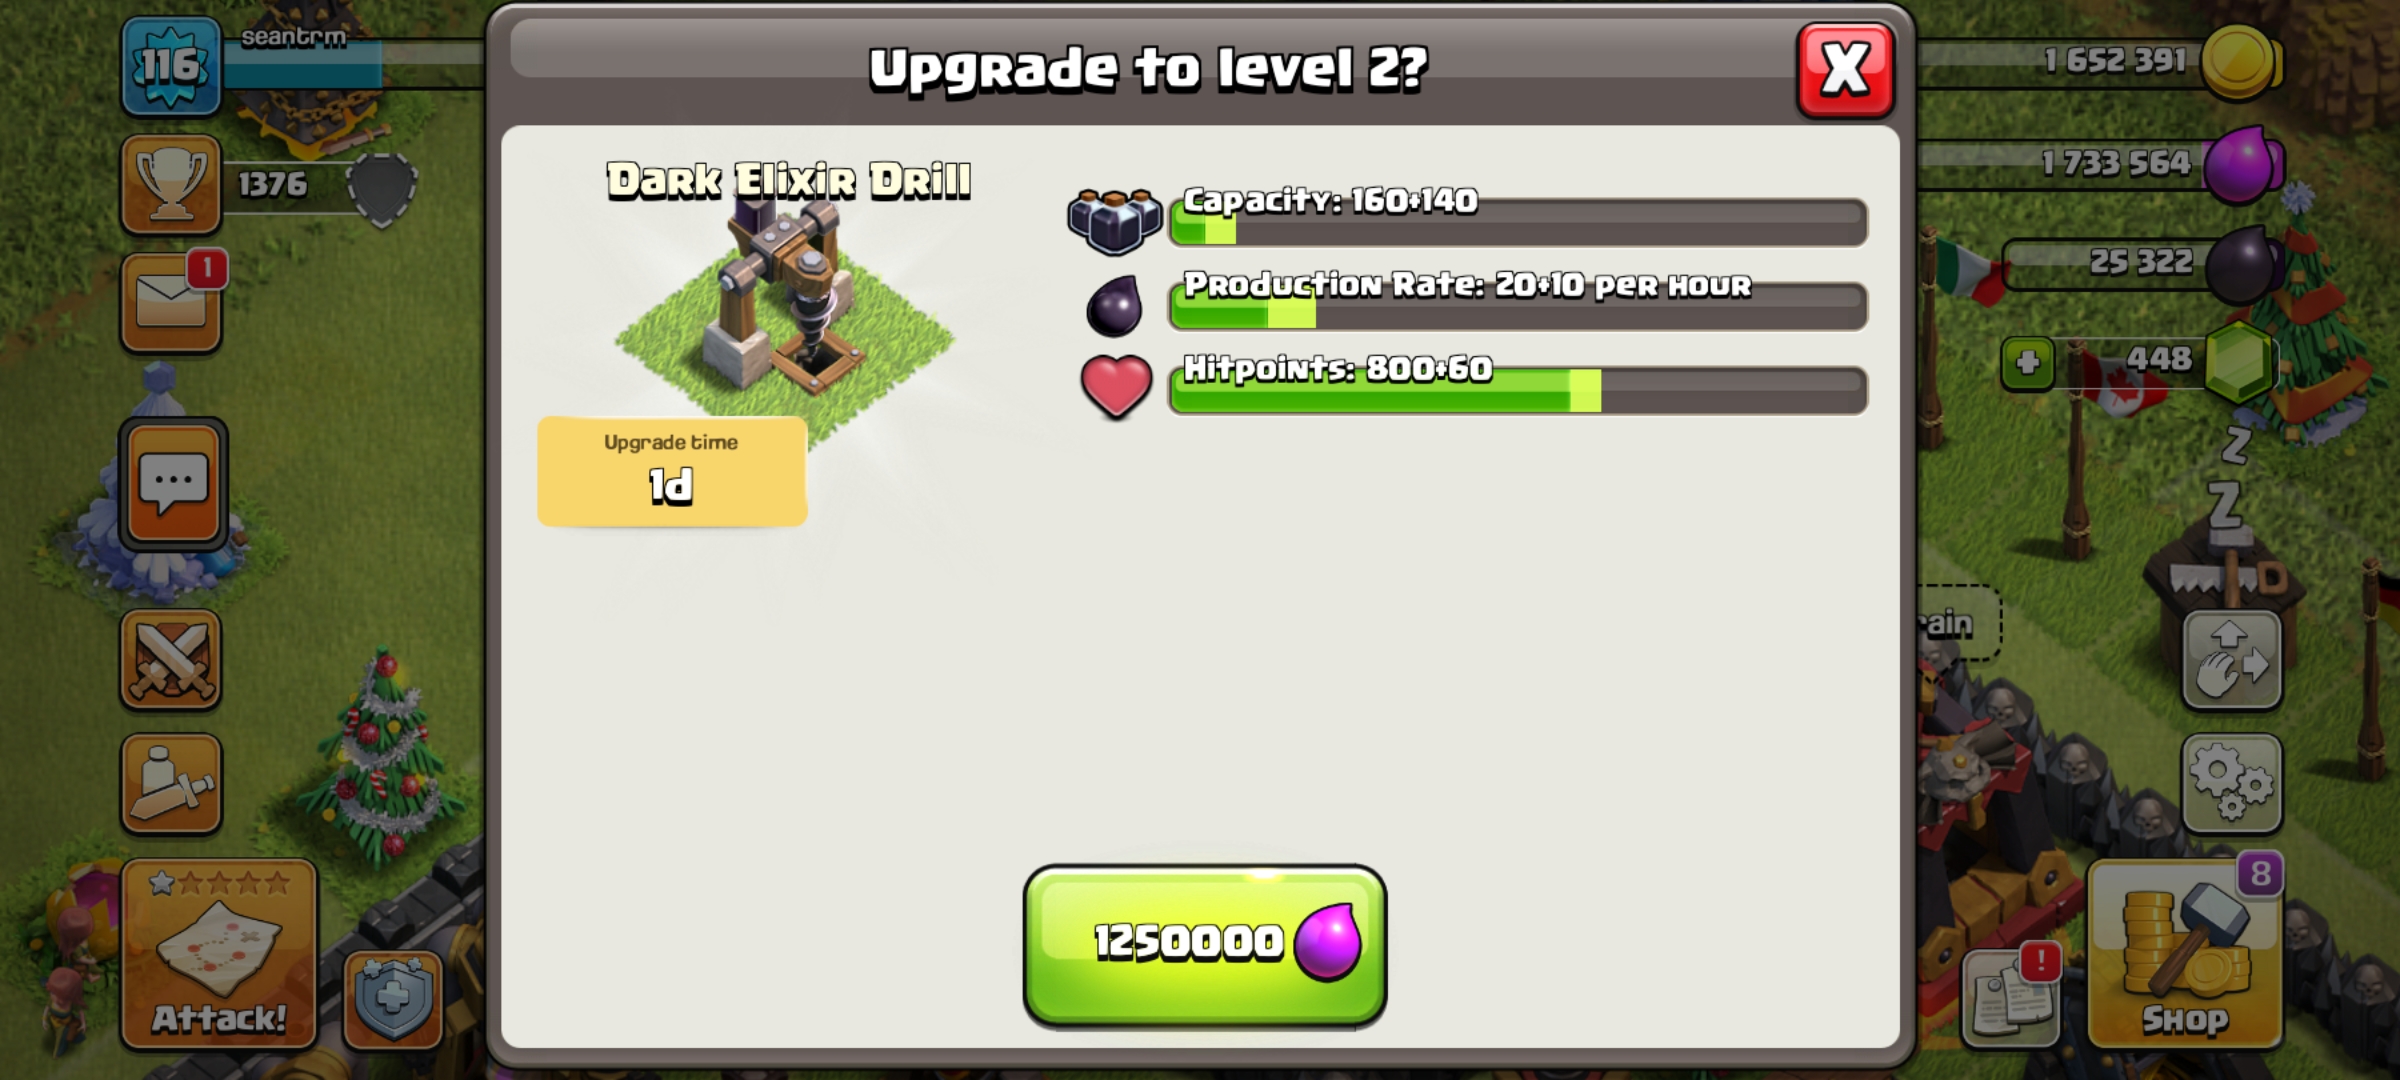 116
seantrm
1376
1
Attack!
Upgrade to level 2?
X
Dark Elixir Drill
Upgrade time
1d
Capacity: 160+140
Production Rate: 20+10 per hour
Hitpoints: 800+60
1250000
1 652 391
1 733 564
25 322
+
448
Z
Z
rain
8
!
Shop